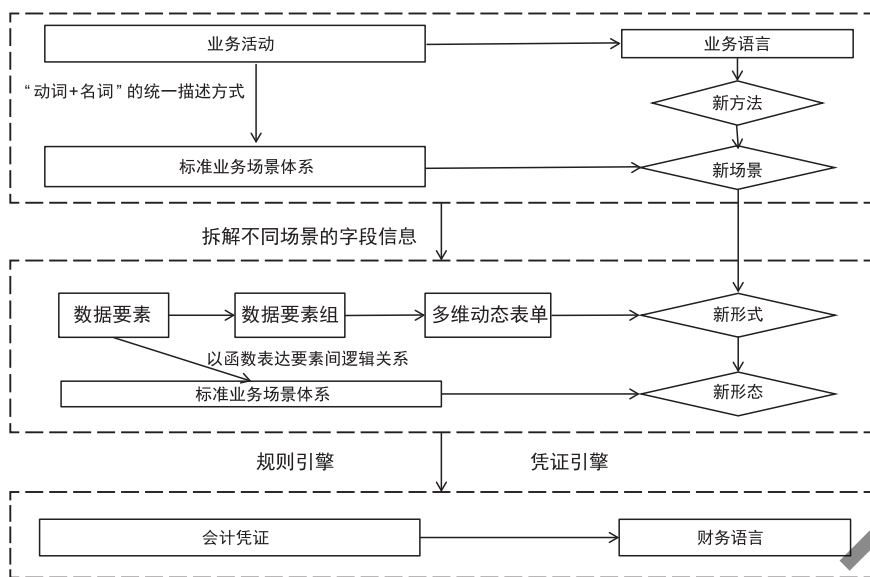 业务活动
业务语言
“动词+名词”的统一描述方式
新方法
标准业务场景体系
新场景
拆解不同场景的字段信息
数据要素
数据要素组
多维动态表单
新形式
以函数表达要素间逻辑关系
标准业务场景体系
新形态
规则引擎
凭证引擎
会计凭证
财务语言